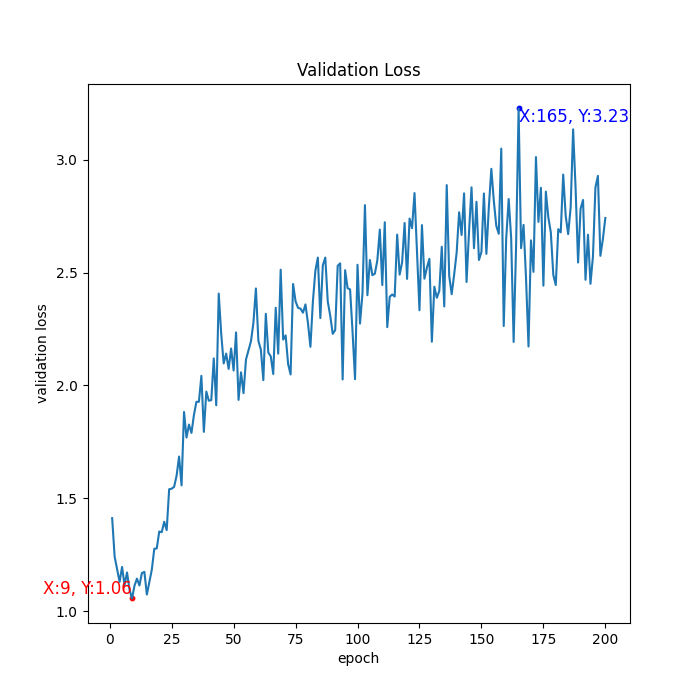 Validation Loss
X:165, Y:3.23
3.0
2.5
2.0
1.5
1.0
validation loss
X:9, Y:1.06
0 25 50 75 100 125 150 175 200
epoch